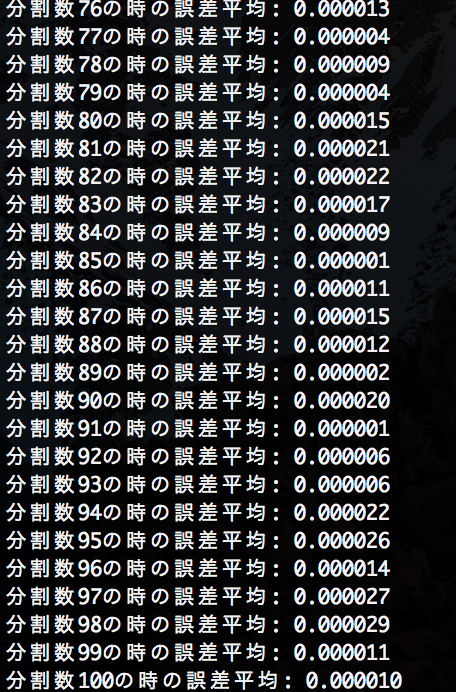 分割数76の時の誤差平均: 0.000013
分割数77の時の誤差平均: 0.000004
分割数78の時の誤差平均: 0.000009
分割数79の時の誤差平均: 0.000004
分割数80の時の誤差平均: 0.000015
分割数81の時の誤差平均: 0.000021
分割数82の時の誤差平均: 0.000022
分割数83の時の誤差平均: 0.000017
分割数84の時の誤差平均: 0.000009
分割数85の時の誤差平均: 0.000001
分割数86の時の誤差平均: 0.000011
分割数87の時の誤差平均: 0.000015
分割数88の時の誤差平均: 0.000012
分割数89の時の誤差平均: 0.000002
分割数90の時の誤差平均: 0.000020
分割数91の時の誤差平均: 0.000001
分割数92の時の誤差平均: 0.000006
分割数93の時の誤差平均: 0.000006
分割数94の時の誤差平均: 0.000022
分割数95の時の誤差平均: 0.000026
分割数96の時の誤差平均: 0.000014
分割数97の時の誤差平均: 0.000027
分割数98の時の誤差平均: 0.000029
分割数99の時の誤差平均: 0.000011
分割数100の時の誤差平均: 0.000010